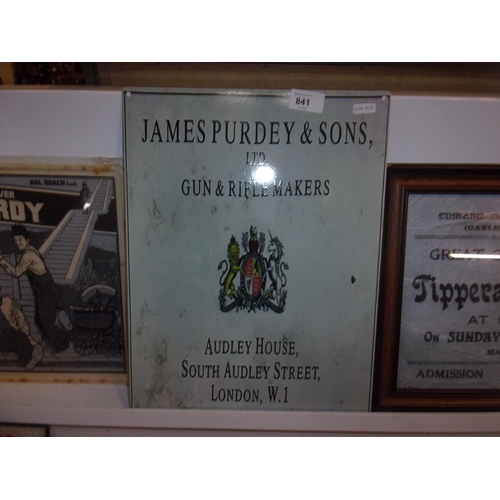 841
JAMES PURDEY & SONS,
LTD
GUN & RIFLE MAKERS
AUDLEY HOUSE,
SOUTH AUDLEY STREET,
LONDON, W.1
HAL ROACH
GREAT
Tippera
AT
ON SUNDAY
ADMISSION